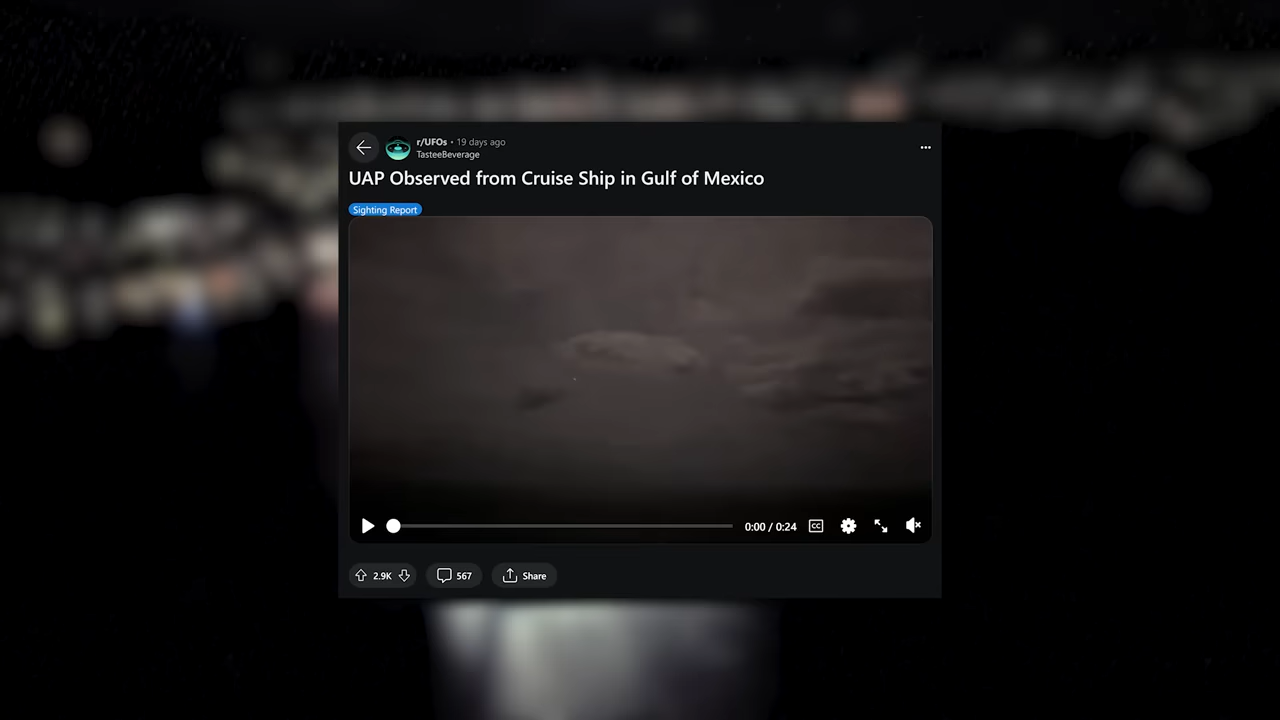 r/UFOs • 19 days ago
TasteeBeverage
UAP Observed from Cruise Ship in Gulf of Mexico
Sighting Report
0:00 / 0:24
CC
2.9K
567
Share